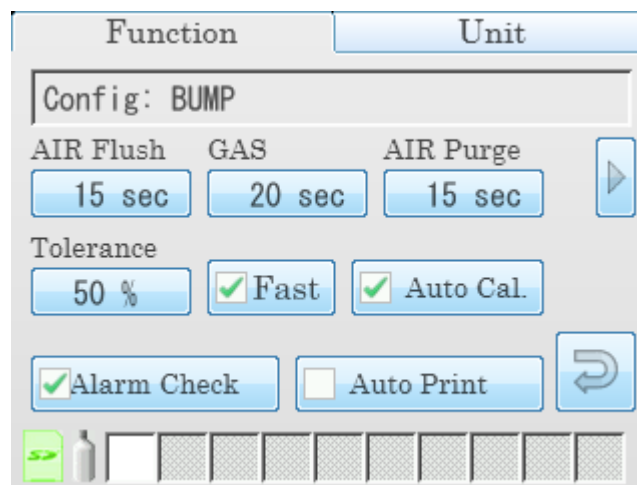 Function Unit
Config: BUMP
AIR Flush GAS AIR Purge
15 sec 20 sec 15 sec
Tolerance
50 % Fast Auto Cal.
Alarm Check Auto Print